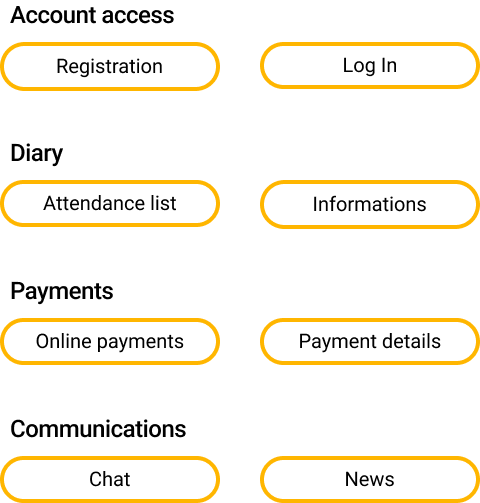 Account access
Registration
Log In
Diary
Attendance list
Informations
Payments
Online payments
Payment details
Communications
Chat
News